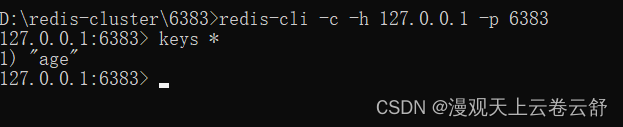 D:\redis-cluster\6383>redis-cli -c -h 127.0.0.1 -p 6383
127.0.0.1:6383> keys *
1) "age"
127.0.0.1:6383>
CSDN @漫观天上云卷云舒